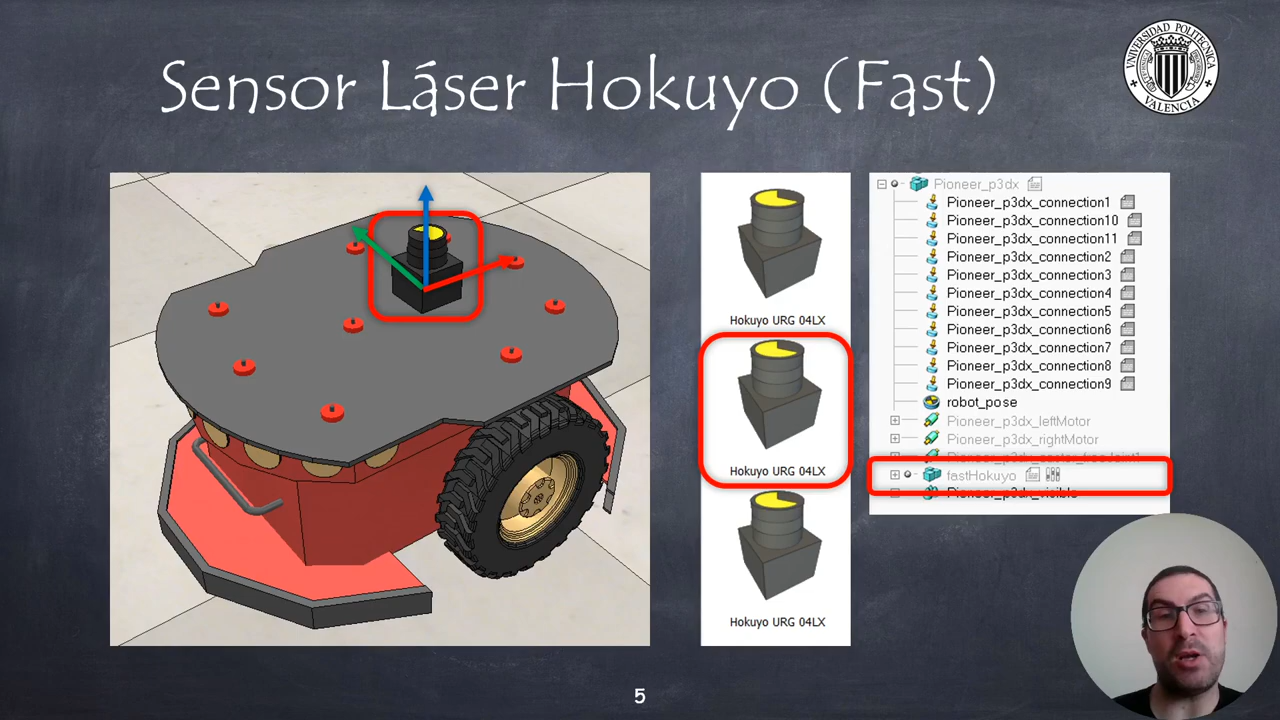 Sensor Láser Hokuyo (Fast)
UNIVERSIDAD POLITECNICA
VALENCIA
Hokuyo URG 04LX
Hokuyo URG 04LX
Hokuyo URG 04LX
Pioneer_p3dx
Pioneer_p3dx_connection1
Pioneer_p3dx_connection10
Pioneer_p3dx_connection11
Pioneer_p3dx_connection2
Pioneer_p3dx_connection3
Pioneer_p3dx_connection4
Pioneer_p3dx_connection5
Pioneer_p3dx_connection6
Pioneer_p3dx_connection7
Pioneer_p3dx_connection8
Pioneer_p3dx_connection9
robot_pose
Pioneer_p3dx_leftMotor
Pioneer_p3dx_rightMotor
fastHokuyo
Pioneer_p3dx_visible
5